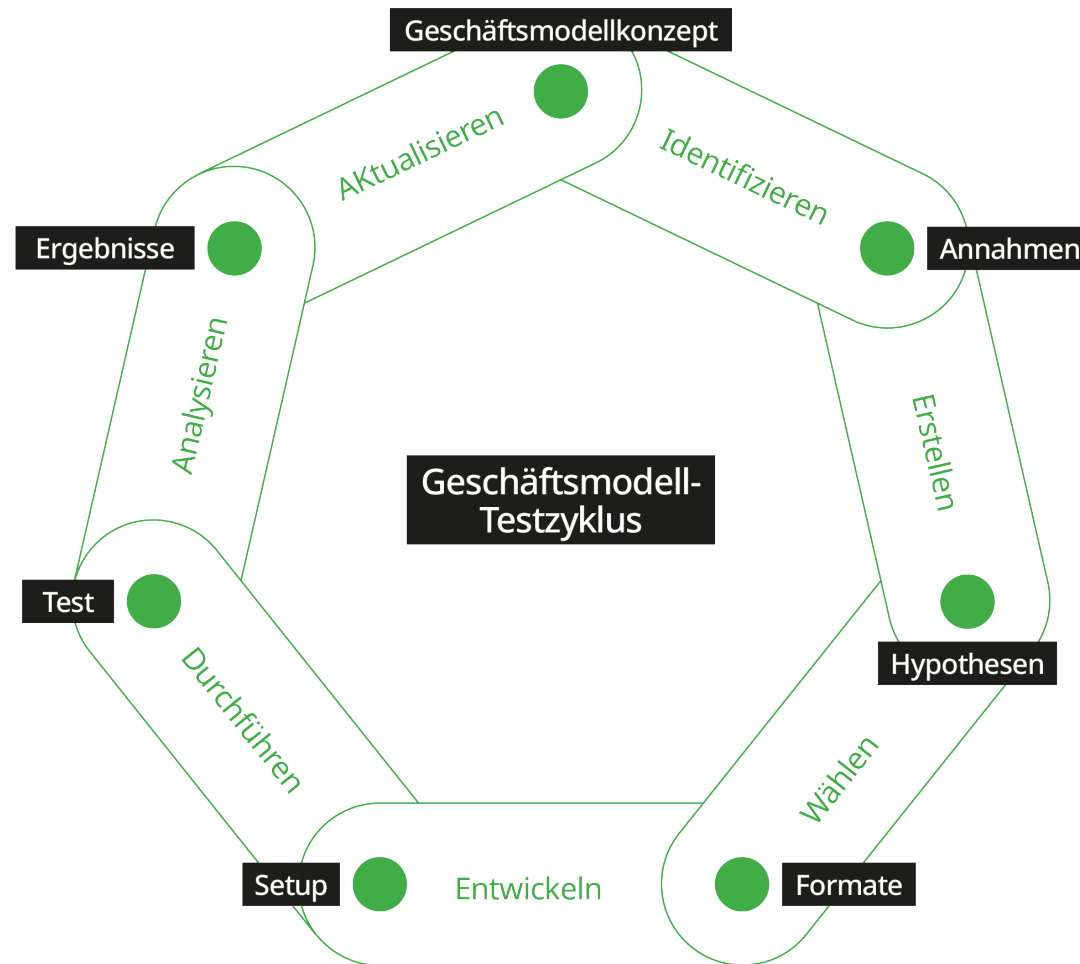 Geschäftsmodellkonzept
AKtualisieren
Identifizieren
Ergebnisse
Annahmen
Analysieren
Erstellen
Geschäftsmodell-
Testzyklus
Test
Hypothesen
Durchführen
Wählen
Setup
Entwickeln
Formate